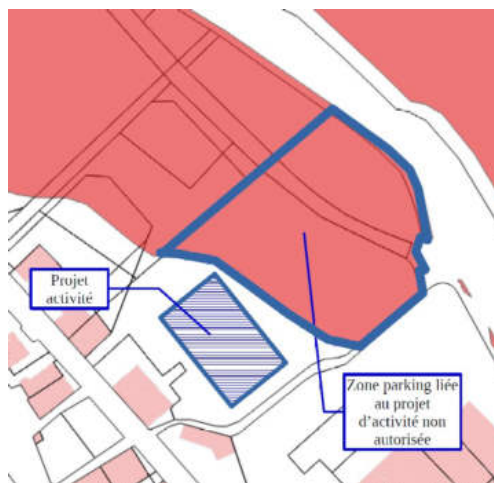 Projet
activité
Zone parking liée
au projet
d'activité non
autorisée